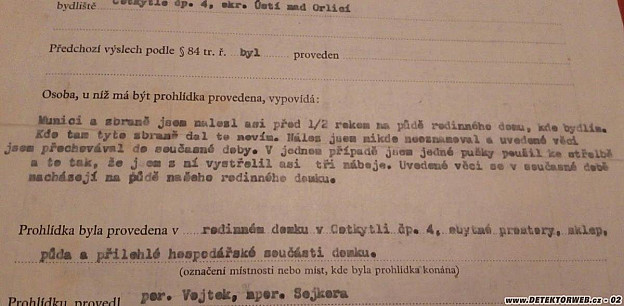 bydliště Cotkytle čp. 4, okr. Ústí nad Orlicí
Předchozí výslech podle § 84 tr. ř. byl proveden
Osoba, u níž má být prohlídka provedena, vypovídá:
Munici a zbraně jsem nalezl asi před 1/2 rokem na půdě rodinného domu, kde bydlím.
Kdo tam tyto zbraně dal to nevím. Nález jsem nikde neoznamoval a uvedené věci
jsem přechovával do současné doby. V jednom případě jsem jedné pušky použil ke střelbě
a to tak, že jsem z ní vystřelil asi tři náboje. Uvedené věci se v současné době
nacházejí na půdě našeho rodinného domku.
Prohlídka byla provedena v rodinném domku v Cotkytli čp. 4, obytné prostory, sklep,
půda a přilehlé hospodářské součásti domku.
(označení místnosti nebo míst, kde byla prohlídka konána)
Prohlídku provedl por. Vojtek, npor. Sejkora
www.DETEKTORWEB.cz - 02